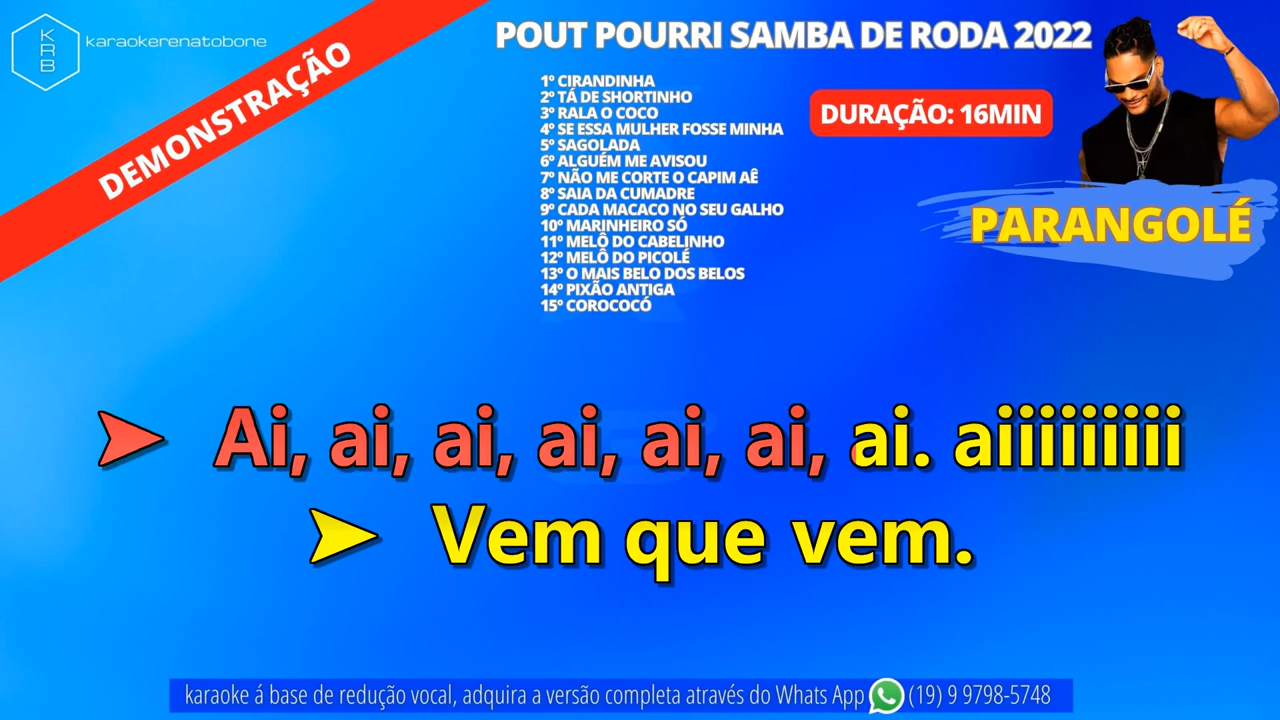 KRB
karaokerenatobone
DEMONSTRAÇÃO
POUT POURRI SAMBA DE RODA 2022
1º CIRANDINHA
2º TÁ DE SHORTINHO
3º RALA O COCO
4º SE ESSA MULHER FOSSE MINHA
5º SAGOLADA
6º ALGUÉM ME AVISOU
7º NÃO ME CORTE O CAPIM AÊ
8º SAIA DA CUMADRE
9º CADA MACACO NO SEU GALHO
10º MARINHEIRO SÓ
11º MELÔ DO CABELINHO
12º MELÔ DO PICOLÉ
13º O MAIS BELO DOS BELOS
14º PIXÃO ANTIGA
15º COROCOCÓ
DURAÇÃO: 16MIN
PARANGOLÉ
➤ Ai, ai, ai, ai, ai, ai, ai. aiiiiiiiii
➤ Vem que vem.
karaoke á base de redução vocal, adquira a versão completa através do Whats App (19) 9 9798-5748